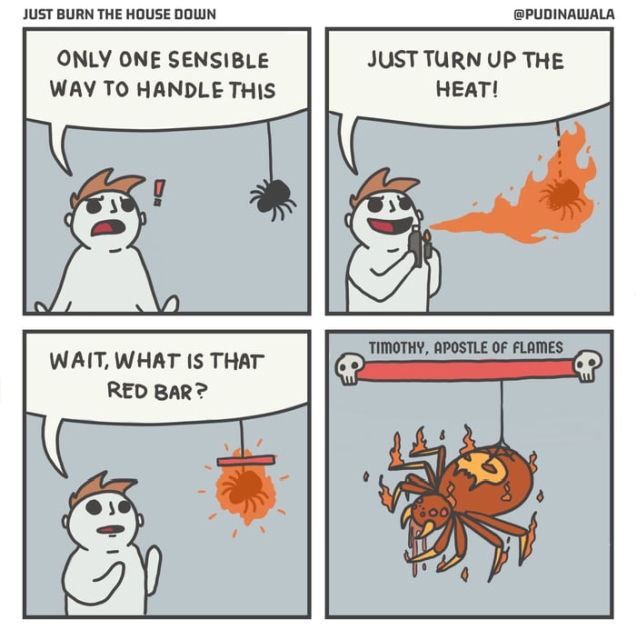 JUST BURN THE HOUSE DOWN
@PUDINAWALA
ONLY ONE SENSIBLE
WAY TO HANDLE THIS
!
JUST TURN UP THE
HEAT!
WAIT, WHAT IS THAT
RED BAR?
TIMOTHY, APOSTLE OF FLAMES